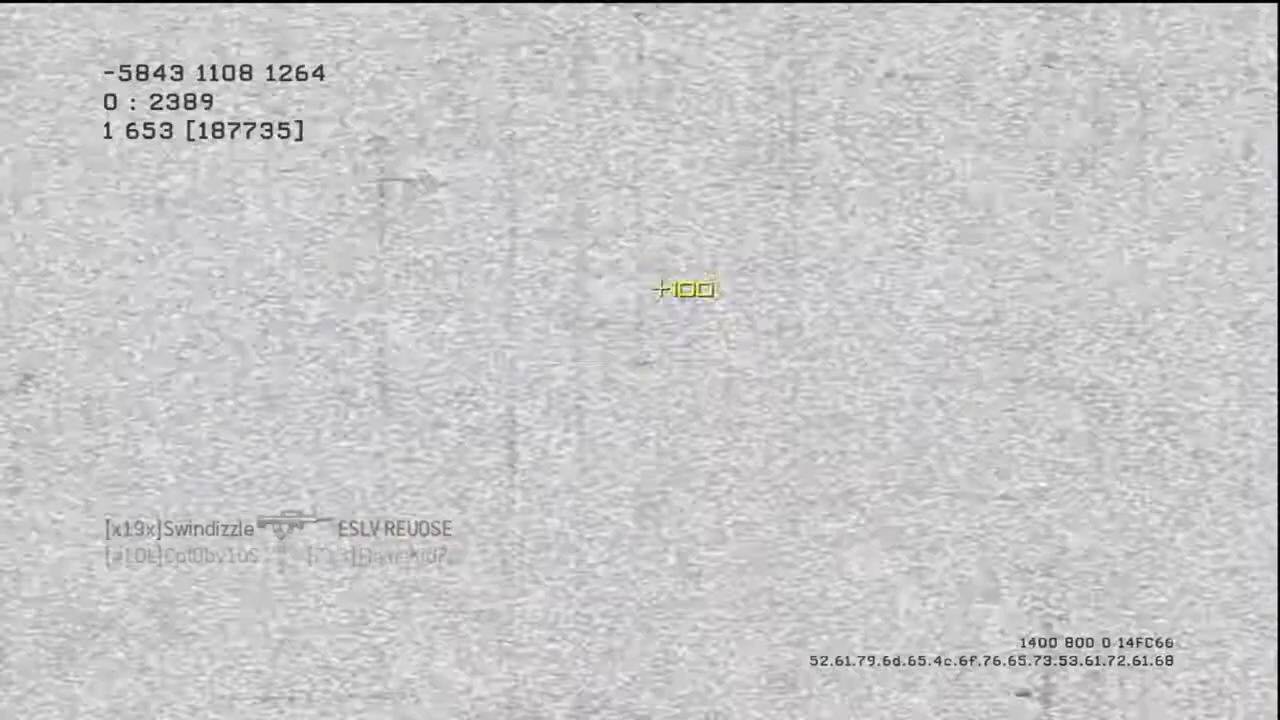 -5843 1108 1264
0 : 2389
1 653 [187735]
+100
[x19x]Swindizzle ESLV REUOSE
1400 800 0 14FC66
52.61.79.6d.65.4c.6f.76.65.73.53.61.72.61.68